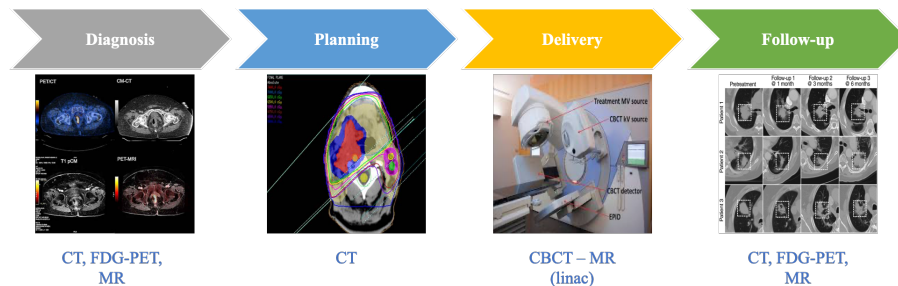 Diagnosis
Planning
Delivery
Follow-up
PET/CT
CM-CT
T1 pCM
PET-MRI
Treatment MV source
CBCT kV source
CBCT detector
EPID
Pretreatment
Follow-up 1
@ 1 month
Follow-up 2
@ 3 months
Follow-up 3
@ 6 months
Patient 1
Patient 2
Patient 3
CT, FDG-PET,
MR
CT
CBCT – MR
(linac)
CT, FDG-PET,
MR